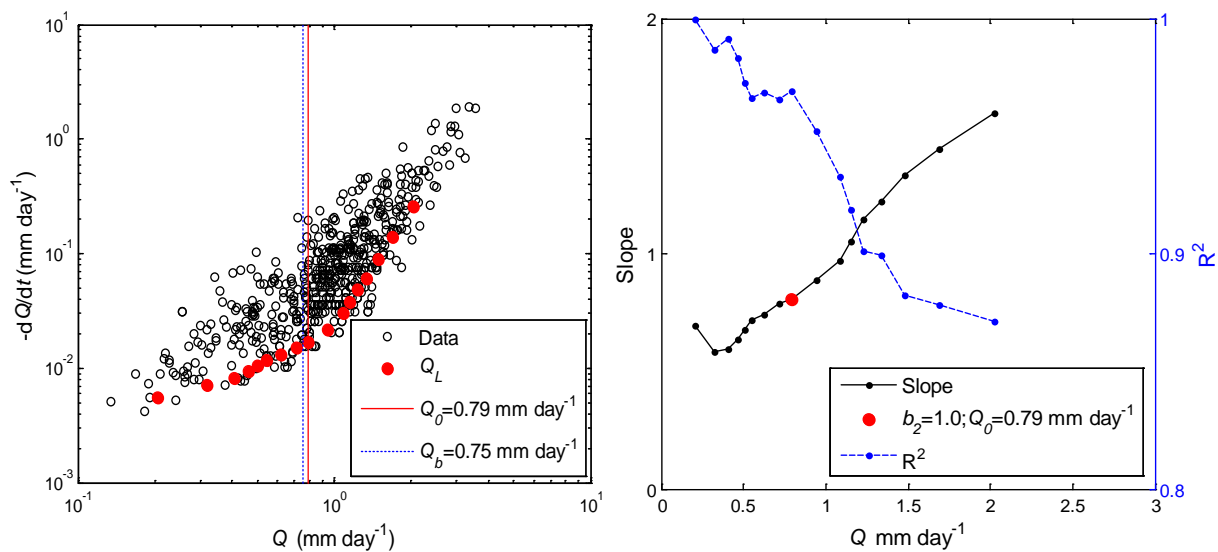 10^1
10^0
10^-1
10^-2
10^-3
-dQ/dt (mm day^-1)
10^-1
10^0
10^1
Q (mm day^-1)
Data
Q_L
Q_0=0.79 mm day^-1
Q_b=0.75 mm day^-1
2
1
0
Slope
1
0.9
0.8
R^2
0
0.5
1
1.5
2
2.5
3
Q mm day^-1
Slope
b_2=1.0;Q_0=0.79 mm day^-1
R^2